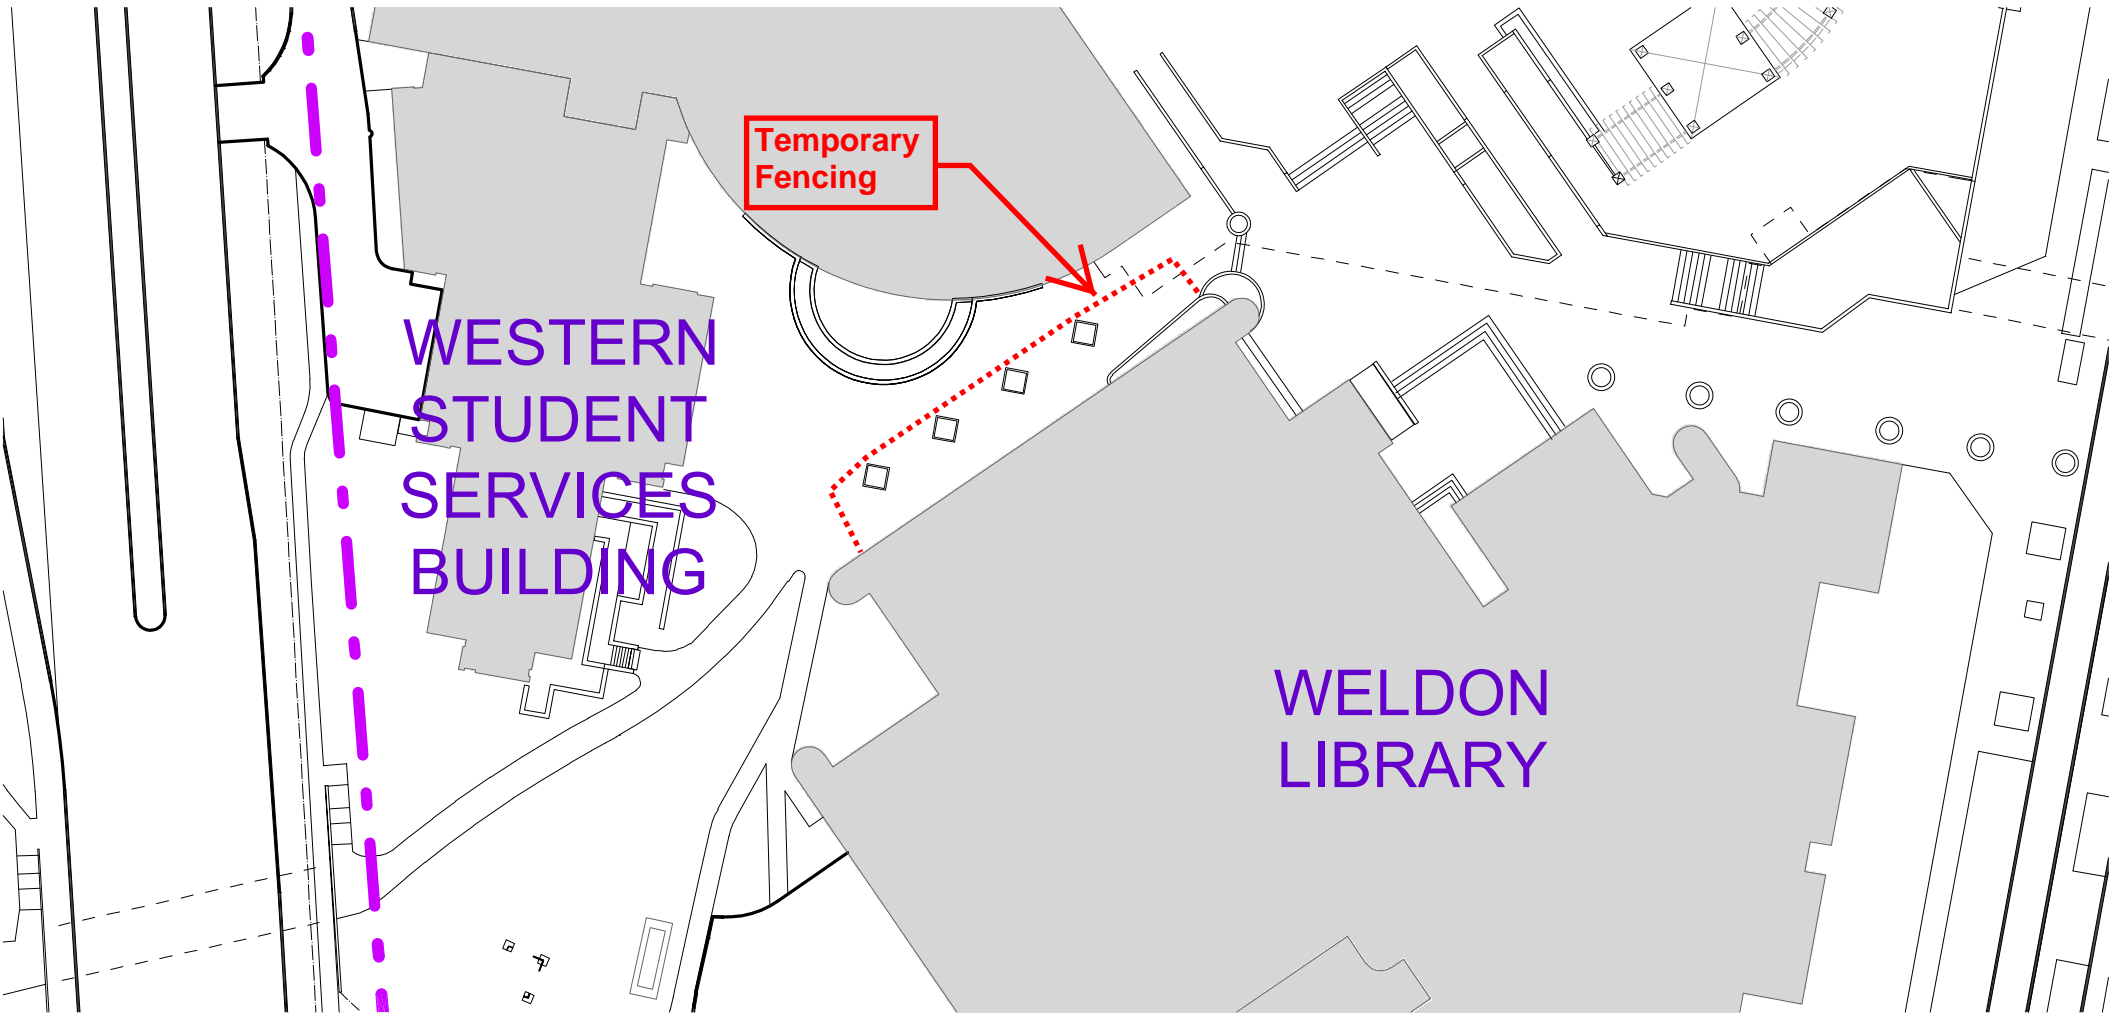 Temporary
Fencing
WESTERN
STUDENT
SERVICES
BUILDING
WELDON
LIBRARY